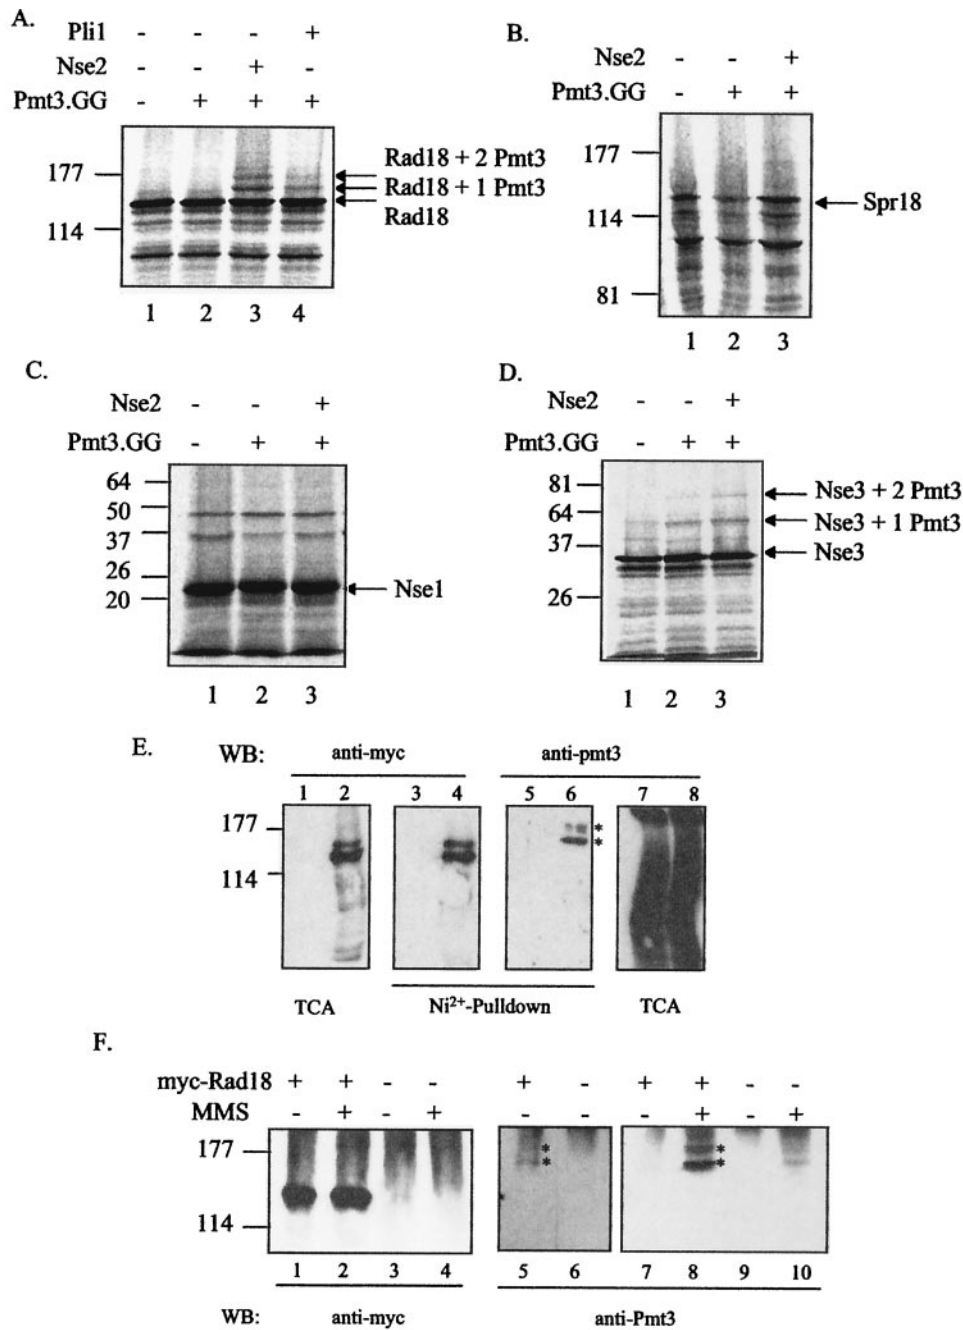 A.
Pli1 - - - +
Nse2 - - + -
Pmt3.GG - + + +
177
114
Rad18 + 2 Pmt3
Rad18 + 1 Pmt3
Rad18
1 2 3 4
B.
Nse2 - - +
Pmt3.GG - + +
177
114
81
Spr18
1 2 3
C.
Nse2 - - +
Pmt3.GG - + +
64
50
37
26
20
Nse1
1 2 3
D.
Nse2 - - +
Pmt3.GG - + +
81
64
37
26
Nse3 + 2 Pmt3
Nse3 + 1 Pmt3
Nse3
1 2 3
E.
WB: anti-myc anti-pmt3
1 2 3 4 5 6 7 8
177
114
*
*
TCA Ni2+-Pulldown TCA
F.
myc-Rad18 + + - - + - + + - -
MMS - + - + - - - + - +
177
114
* *
* *
1 2 3 4 5 6 7 8 9 10
WB: anti-myc anti-Pmt3